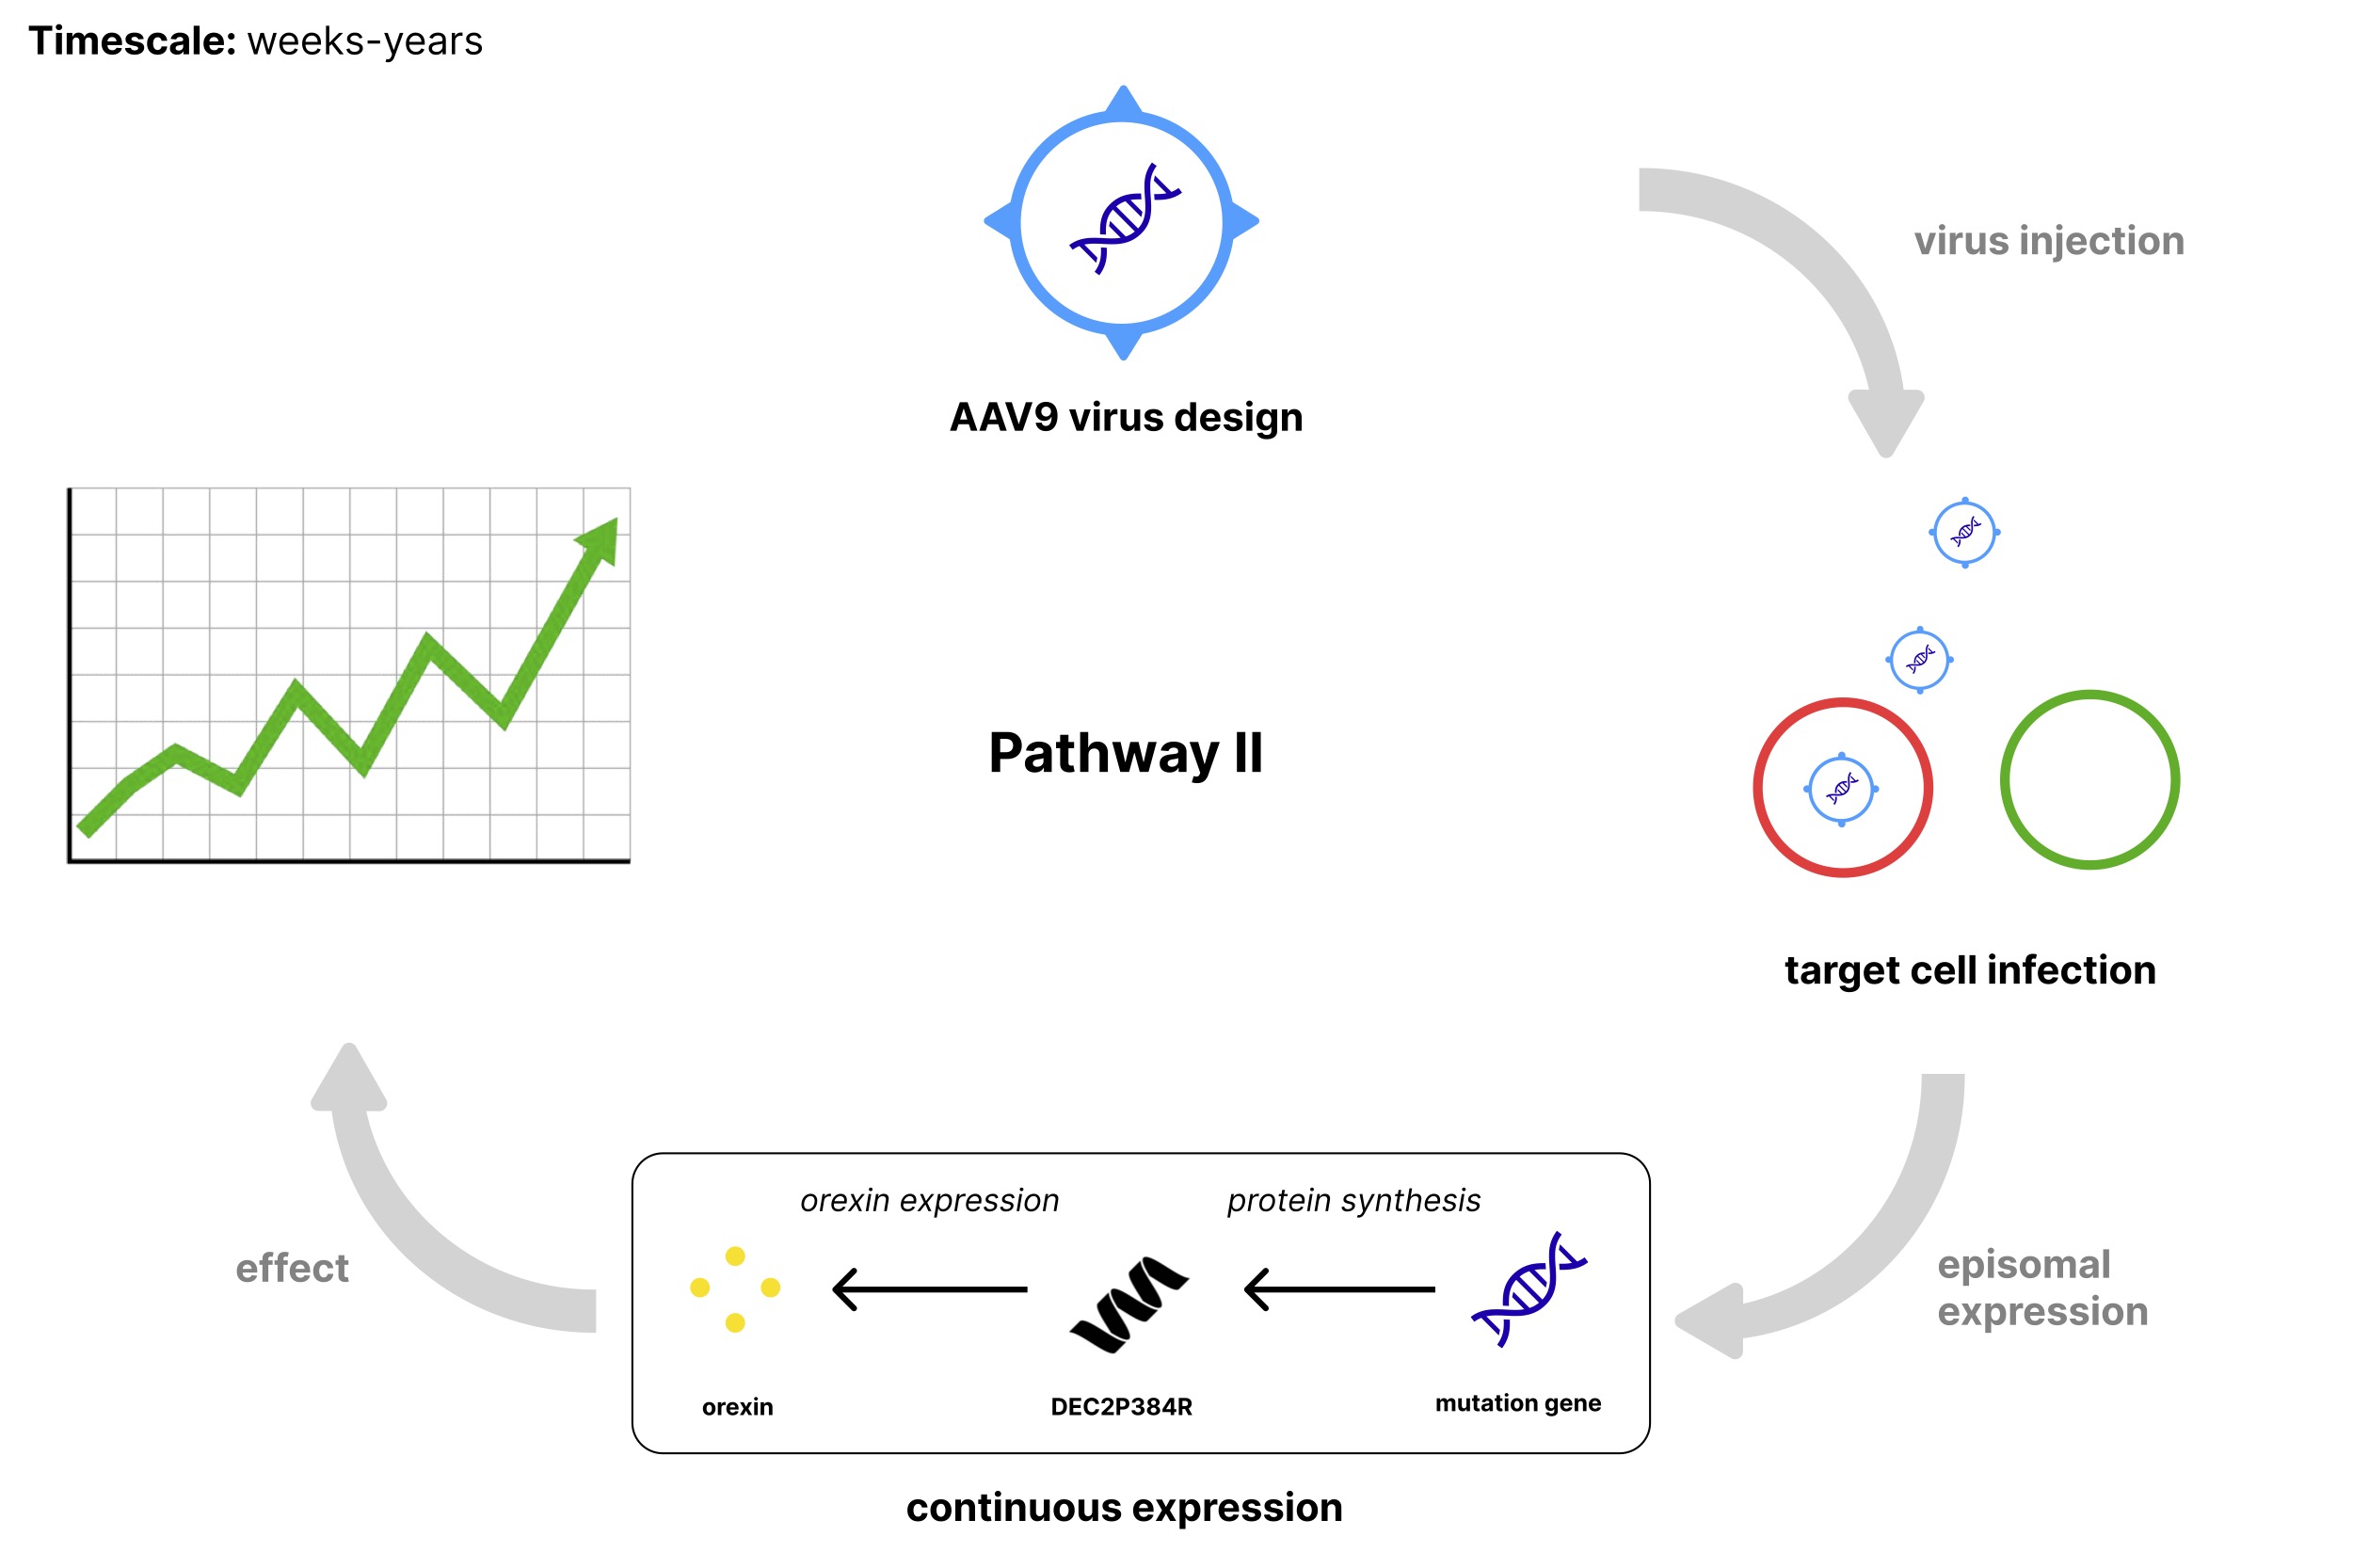 Timescale: weeks-years
virus injection
AAV9 virus design
Pathway II
target cell infection
orexin expression
protein synthesis
effect
episomal
expression
orexin
DEC2P384R
mutation gene
continuous expression